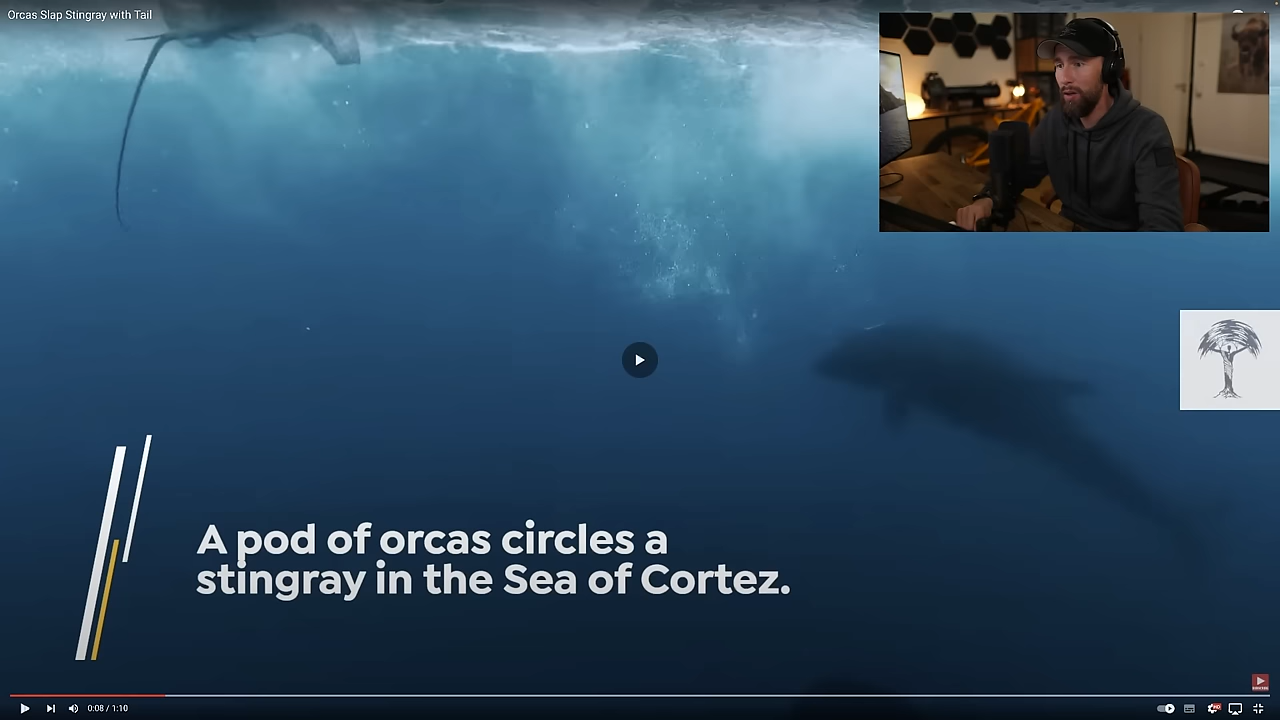 Orcas Slap Stingray with Tail
A pod of orcas circles a
stingray in the Sea of Cortez.
0:08 / 1:10